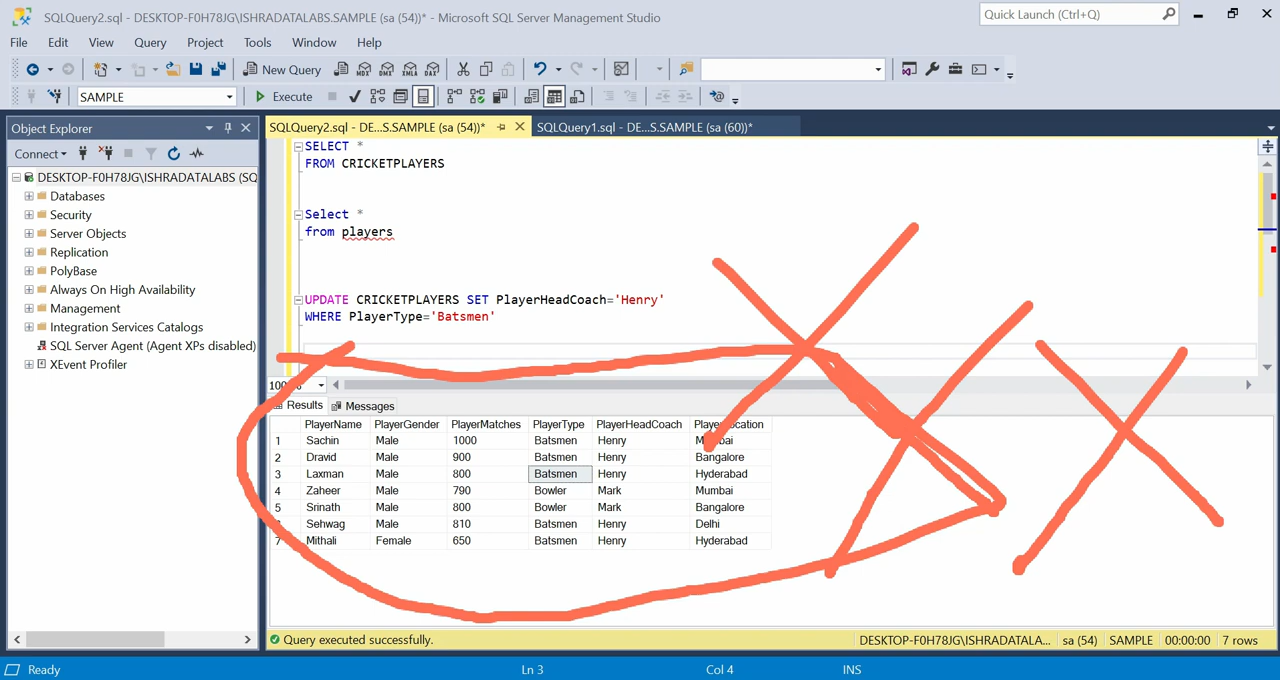 SQLQuery2.sql - DESKTOP-F0H78JG\ISHRADATALABS.SAMPLE (sa (54))* - Microsoft SQL Server Management Studio
Quick Launch (Ctrl+Q)
File Edit View Query Project Tools Window Help
New Query MDX DMX XMLA DAX
SAMPLE Execute
Object Explorer
SQLQuery2.sql - DE...S.SAMPLE (sa (54))* SQLQuery1.sql - DE...S.SAMPLE (sa (60))*
Connect
DESKTOP-F0H78JG\ISHRADATALABS (SQ
Databases
Security
Server Objects
Replication
PolyBase
Always On High Availability
Management
Integration Services Catalogs
SQL Server Agent (Agent XPs disabled)
XEvent Profiler
SELECT *
FROM CRICKETPLAYERS
Select *
from players
UPDATE CRICKETPLAYERS SET PlayerHeadCoach='Henry'
WHERE PlayerType='Batsmen'
Results Messages
PlayerName PlayerGender PlayerMatches PlayerType PlayerHeadCoach
1 Sachin Male 1000 Batsmen Henry
2 Dravid Male 900 Batsmen Henry Bangalore
3 Laxman Male 800 Batsmen Henry Hyderabad
4 Zaheer Male 790 Bowler Mark Mumbai
5 Srinath Male 800 Bowler Mark Bangalore
Sehwag Male 810 Batsmen Henry Delhi
7 Mithali Female 650 Batsmen Henry Hyderabad
Query executed successfully. DESKTOP-F0H78JG\ISHRADATALA... sa (54) SAMPLE 00:00:00 7 rows
Ready Ln 3 Col 4 INS